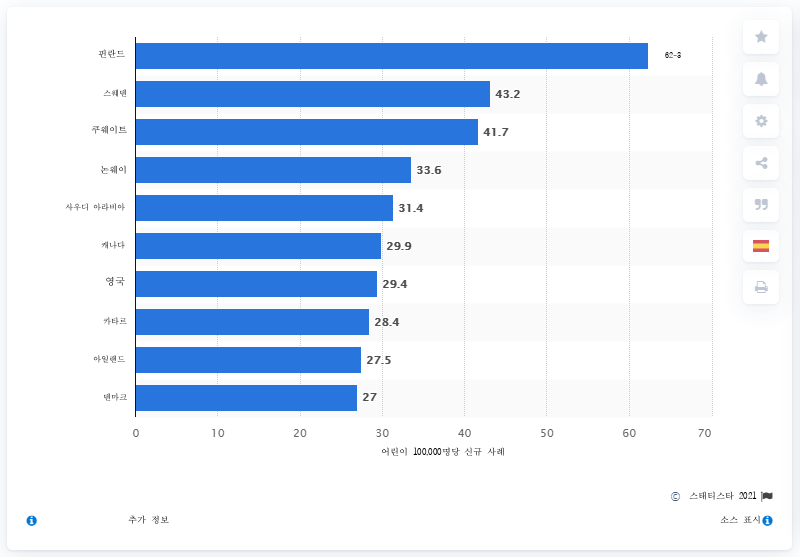 핀란드 62-3
스웨덴 43.2
쿠웨이트 41.7
논웨이 33.6
사우디 아라비아 31.4
캐나다 29.9
영국 29.4
카타르 28.4
아일랜드 27.5
덴마크 27
0 10 20 30 40 50 60 70
어린이 100,000명당 신규 사례
© 스태티스타 2021
추가 정보 소스 표시